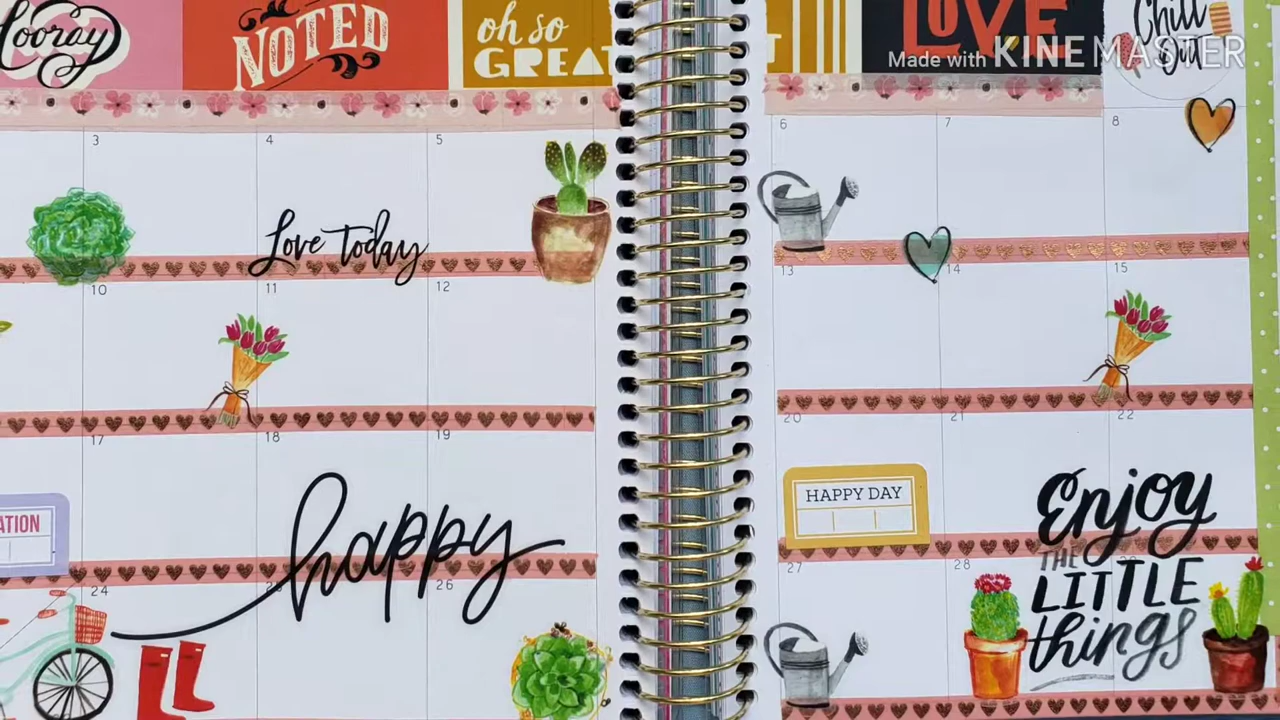 Hooray
NOTED
oh so
GREAT
LOVE
Chill
out
Made with KINEMASTER
3
4
5
6
7
8
Love today
10
11
12
13
14
15
17
18
19
20
21
22
ATION
happy
HAPPY DAY
Enjoy
THE
LITTLE
things
24
26
27
28